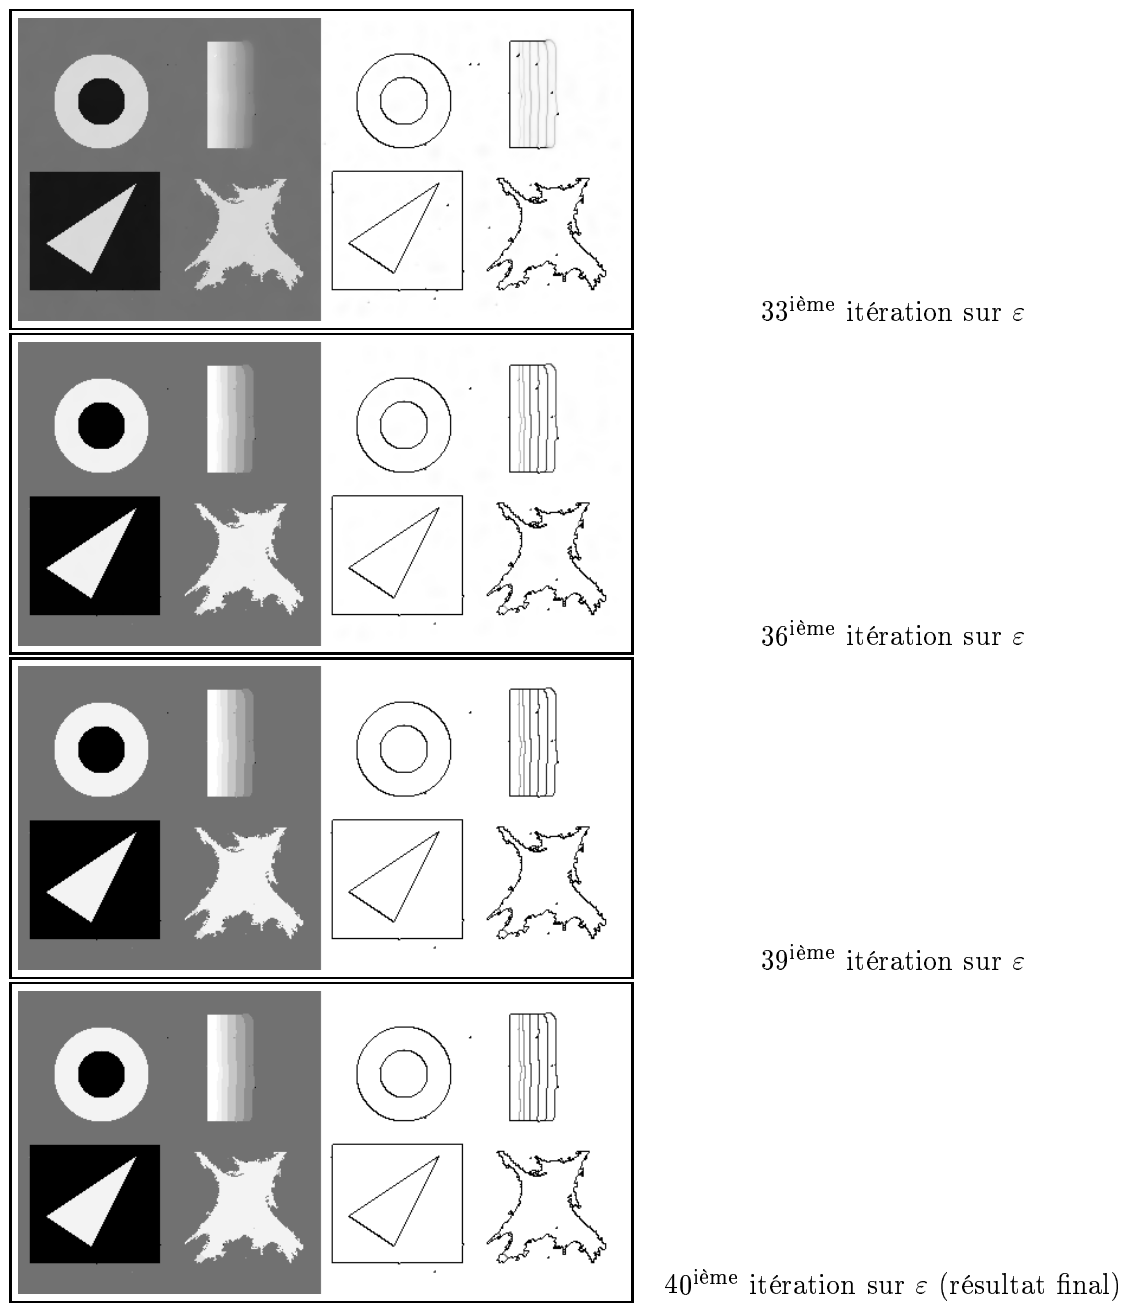 33ième itération sur ε
36ième itération sur ε
39ième itération sur ε
40ième itération sur ε (résultat final)